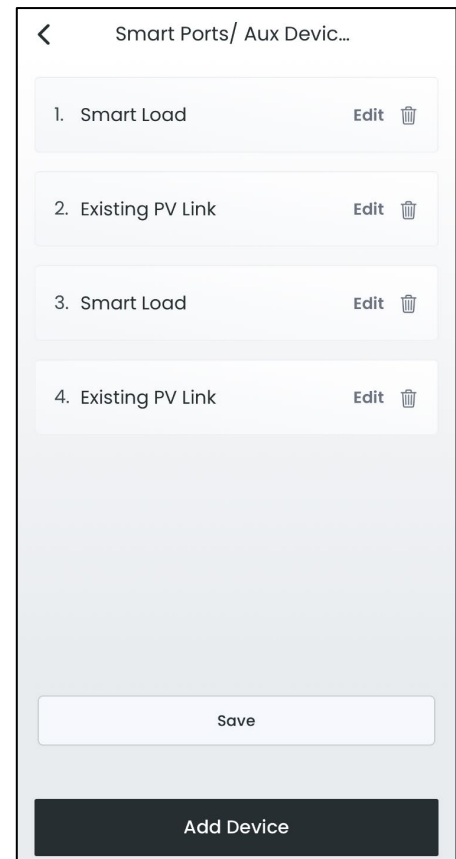 Smart Ports/ Aux Devic...
1. Smart Load Edit
2. Existing PV Link Edit
3. Smart Load Edit
4. Existing PV Link Edit
Save
Add Device